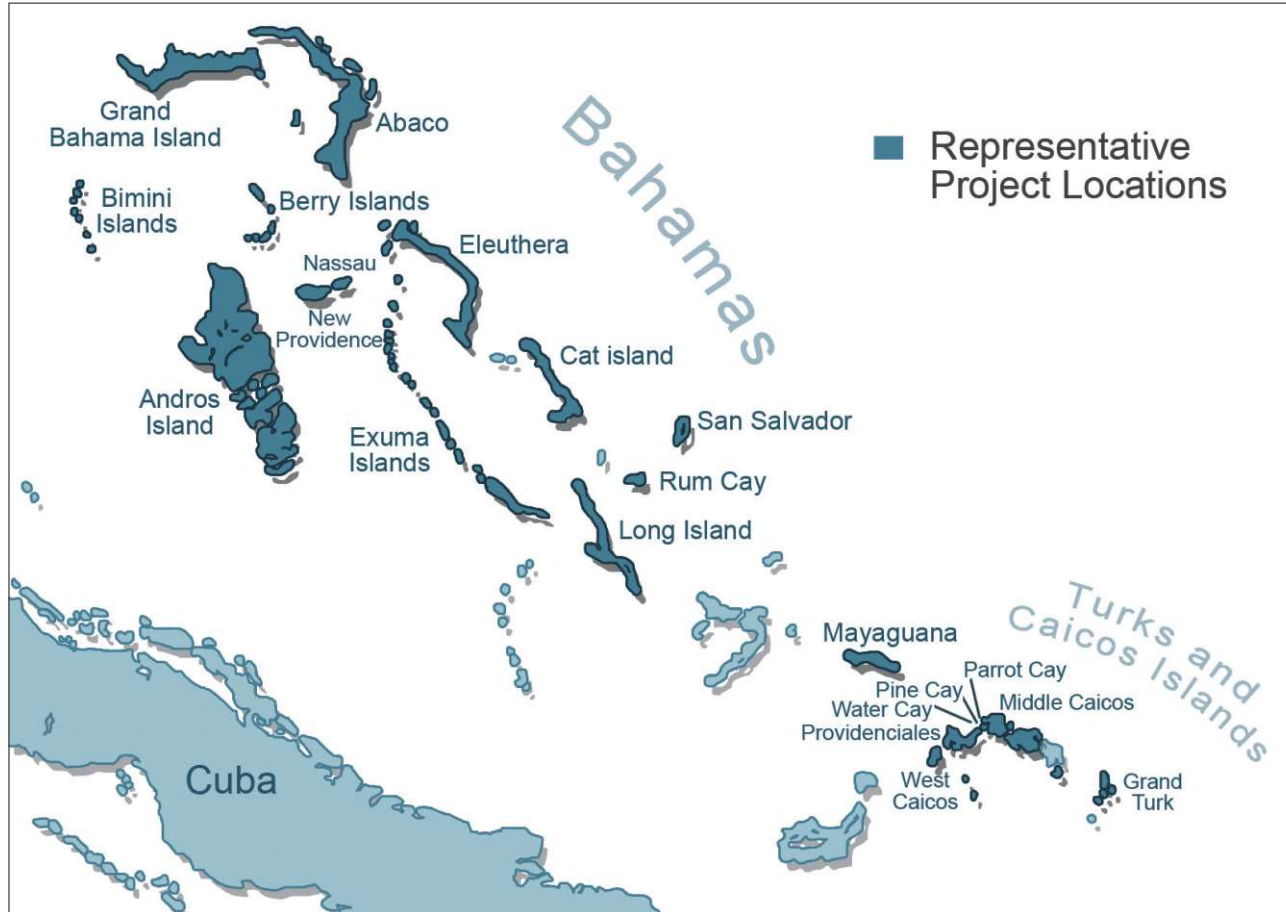 Grand
Bahama Island
Abaco
Bahamas
Representative
Project Locations
Bimini
Islands
Berry Islands
Eleuthera
Nassau
New
Providence
Cat island
Andros
Island
Exuma
Islands
San Salvador
Rum Cay
Long Island
Turks and
Caicos Islands
Mayaguana
Parrot Cay
Pine Cay
Middle Caicos
Water Cay
Providenciales
West
Caicos
Grand
Turk
Cuba